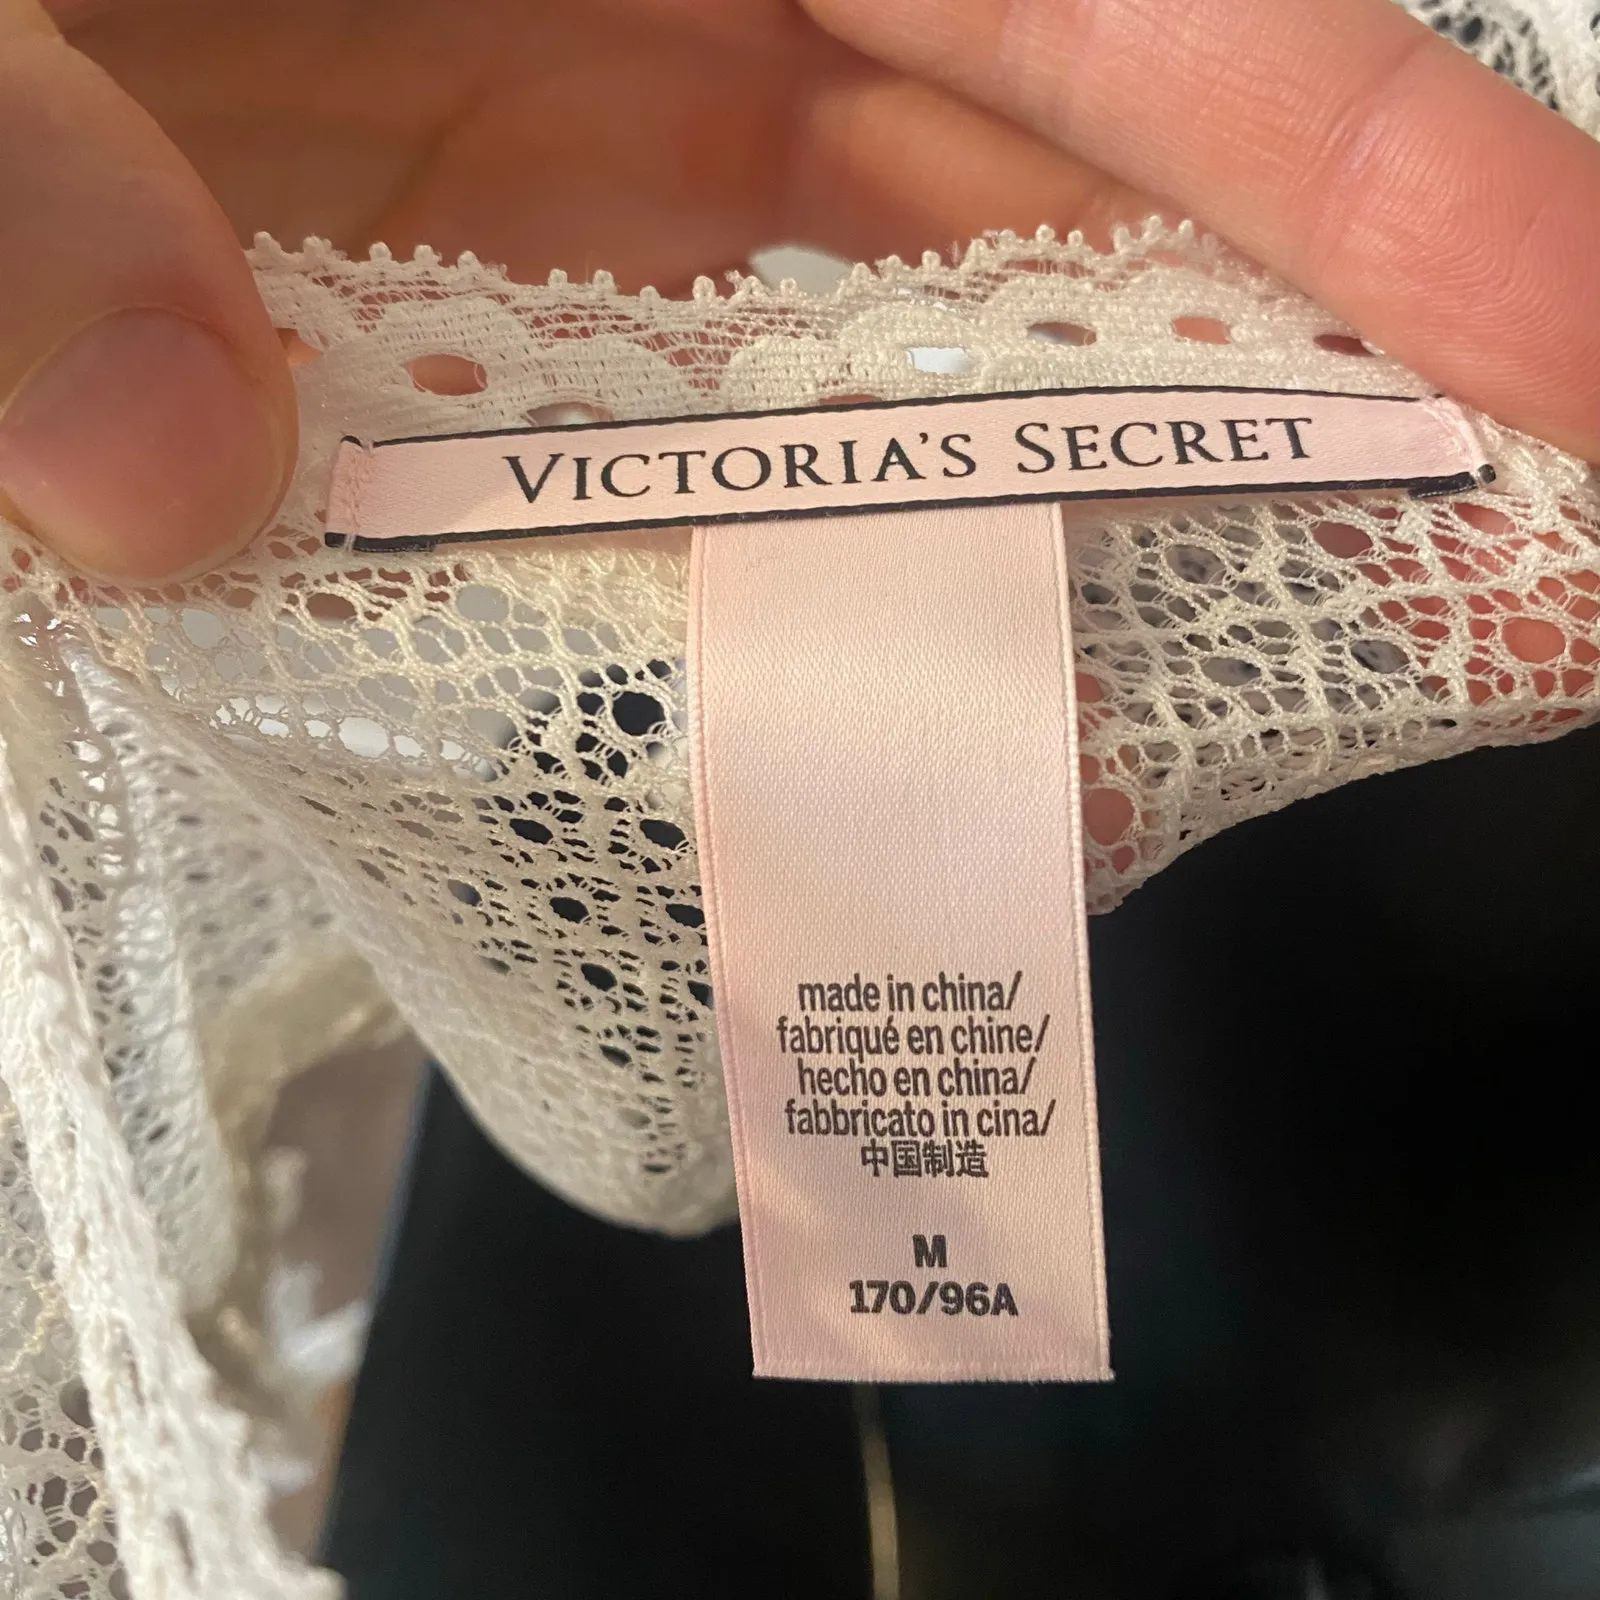 VICTORIA'S SECRET
made in china/
fabriqué en chine/
hecho en china/
fabbricato in cina/
中国制造
M
170/96A